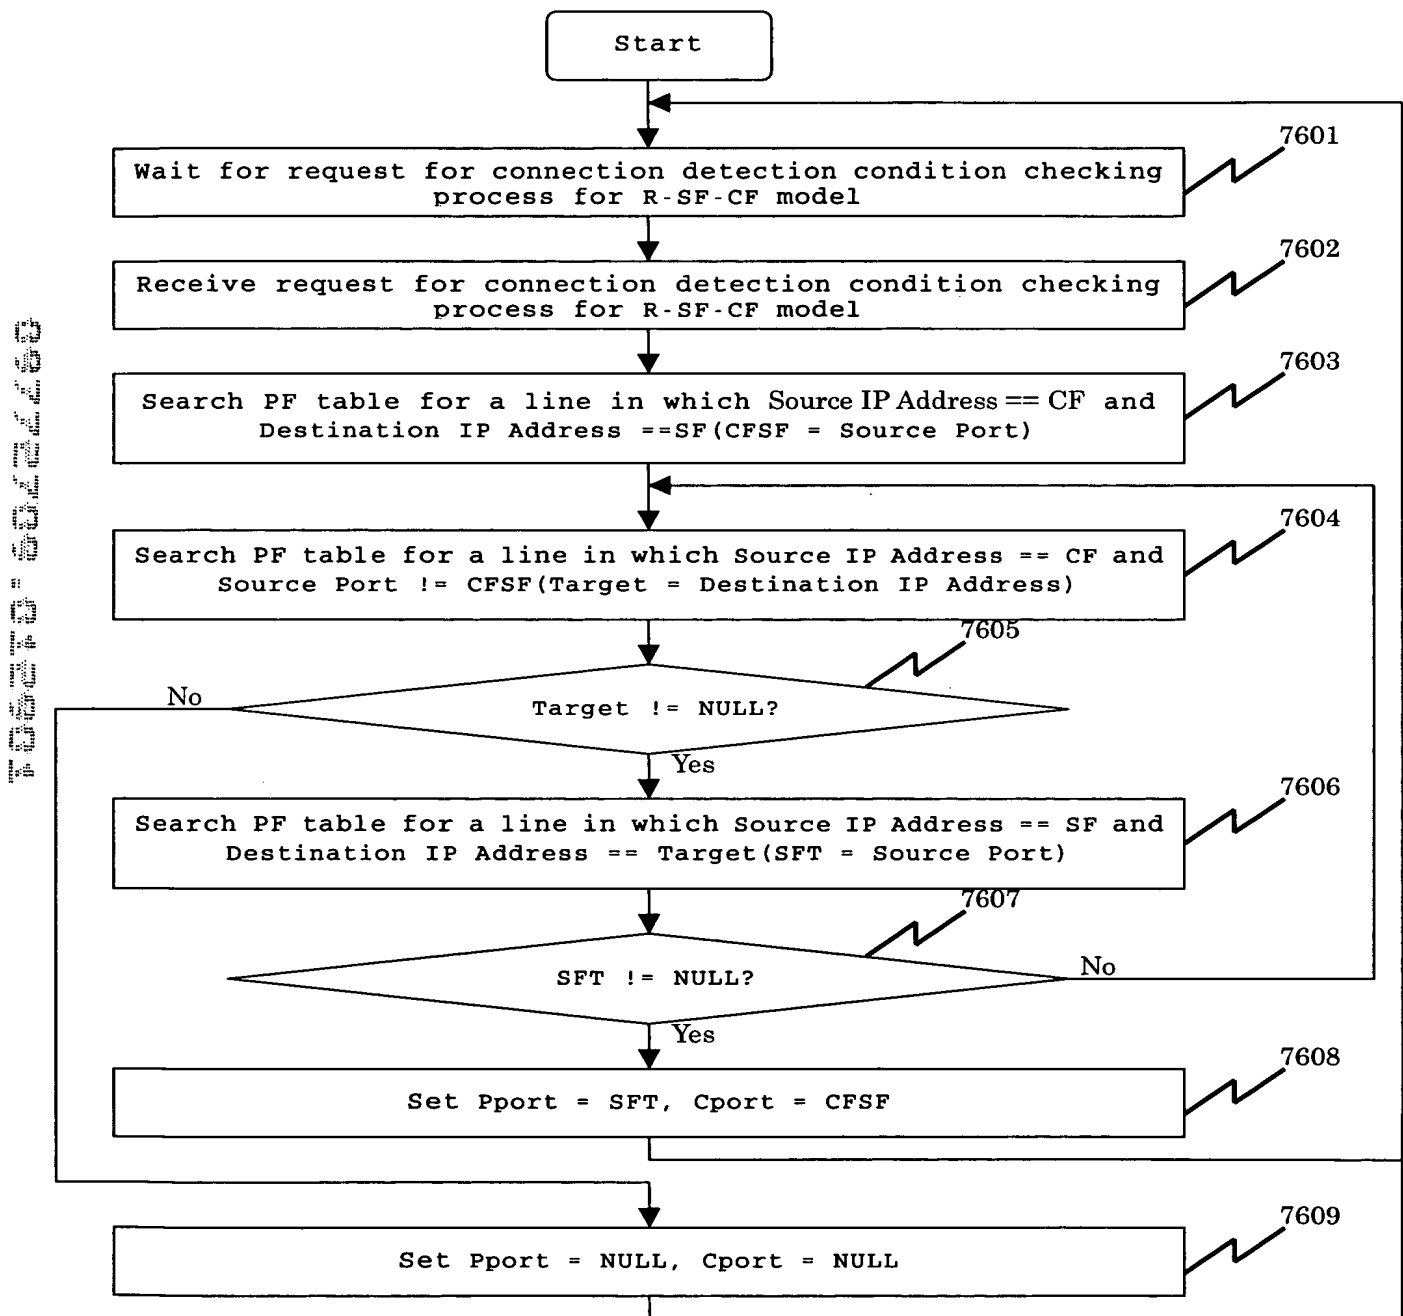 Start
7601
Wait for request for connection detection condition checking
process for R-SF-CF model
7602
Receive request for connection detection condition checking
process for R-SF-CF model
7603
Search PF table for a line in which Source IP Address == CF and
Destination IP Address ==SF(CFSF = Source Port)
7604
Search PF table for a line in which Source IP Address == CF and
Source Port != CFSF(Target = Destination IP Address)
7605
No
Target != NULL?
Yes
7606
Search PF table for a line in which Source IP Address == SF and
Destination IP Address == Target(SFT = Source Port)
7607
SFT != NULL?
No
Yes
7608
Set Pport = SFT, Cport = CFSF
7609
Set Pport = NULL, Cport = NULL